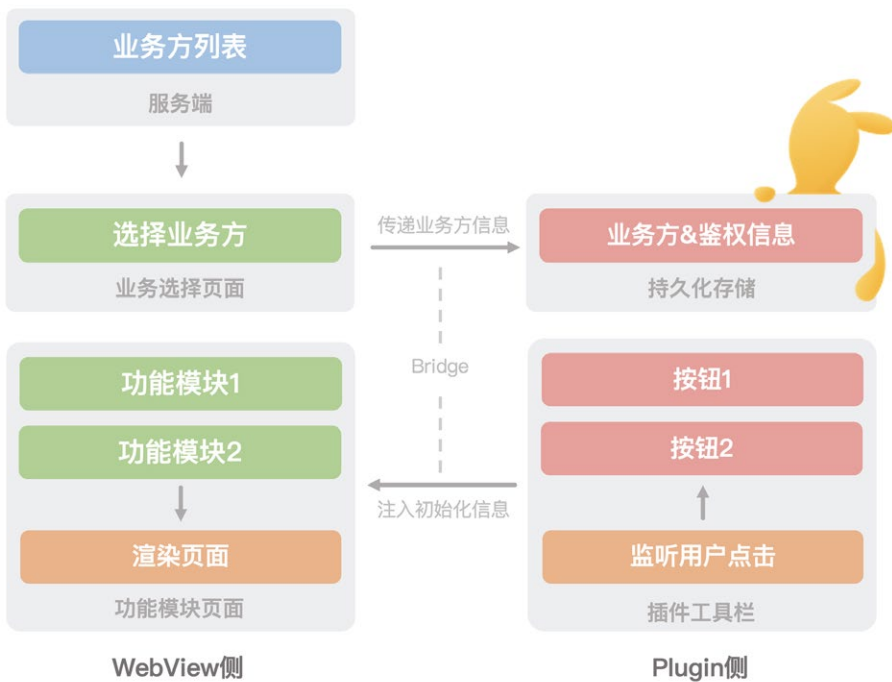 业务方列表
服务端
选择业务方
业务选择页面
传递业务方信息
业务方&鉴权信息
持久化存储
Bridge
功能模块1
功能模块2
渲染页面
功能模块页面
注入初始化信息
按钮1
按钮2
监听用户点击
插件工具栏
WebView侧
Plugin侧